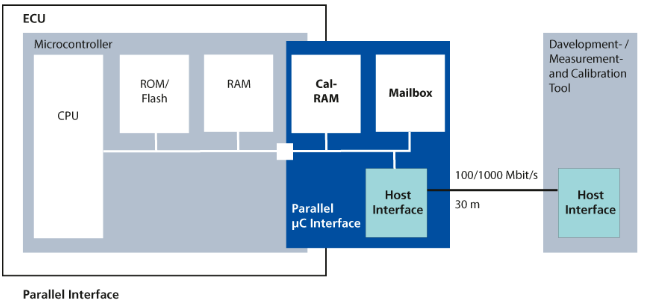 ECU
Microcontroller
CPU
ROM/
Flash
RAM
Cal-
RAM
Mailbox
Parallel
µC Interface
Host
Interface
100/1000 Mbit/s
30 m
Davelopment- /
Measurement-
and Calibration
Tool
Host
Interface
Parallel Interface